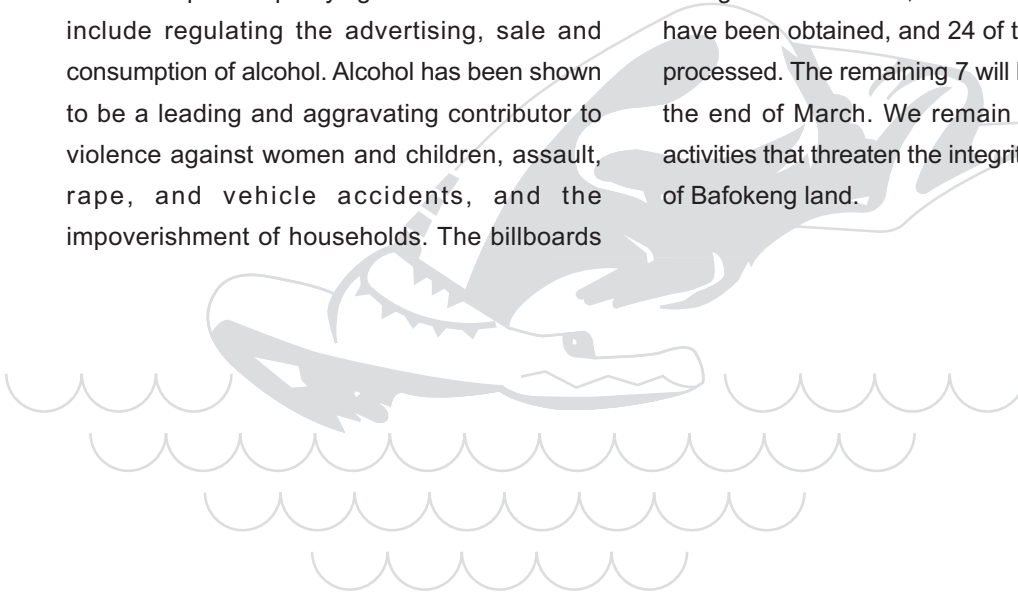 include regulating the advertising, sale and
consumption of alcohol. Alcohol has been shown
to be a leading and aggravating contributor to
violence against women and children, assault,
rape, and vehicle accidents, and the
impoverishment of households. The billboards
have been obtained, and 24 of
processed. The remaining 7 will
the end of March. We remain
activities that threaten the
of Bafokeng land.